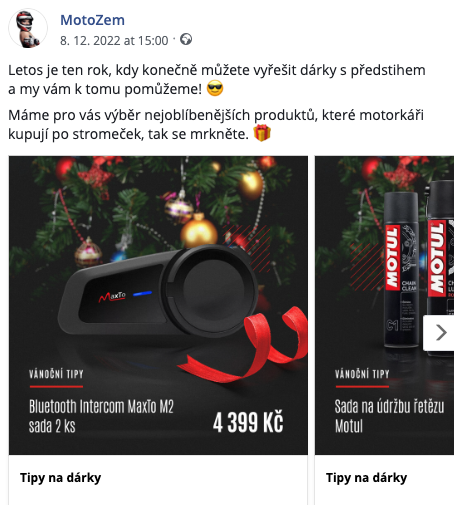 MotoZem
8. 12. 2022 at 15:00 ·
Letos je ten rok, kdy konečně můžete vyřešit dárky s předstihem
a my vám k tomu pomůžeme! 😎
Máme pro vás výběr nejoblíbenějších produktů, které motorkáři
kupují po stromeček, tak se mrkněte. 🎁
MaxTo
VÁNOČNÍ TIPY
Bluetooth Intercom MaxTo M2
sada 2 ks
4 399 Kč
Tipy na dárky
MOTUL
CHAIN
CLEAN
C1
MOTUL
CHAIN
VÁNOČNÍ TIPY
Sada na údržbu řetězu
Motul
Tipy na dárky